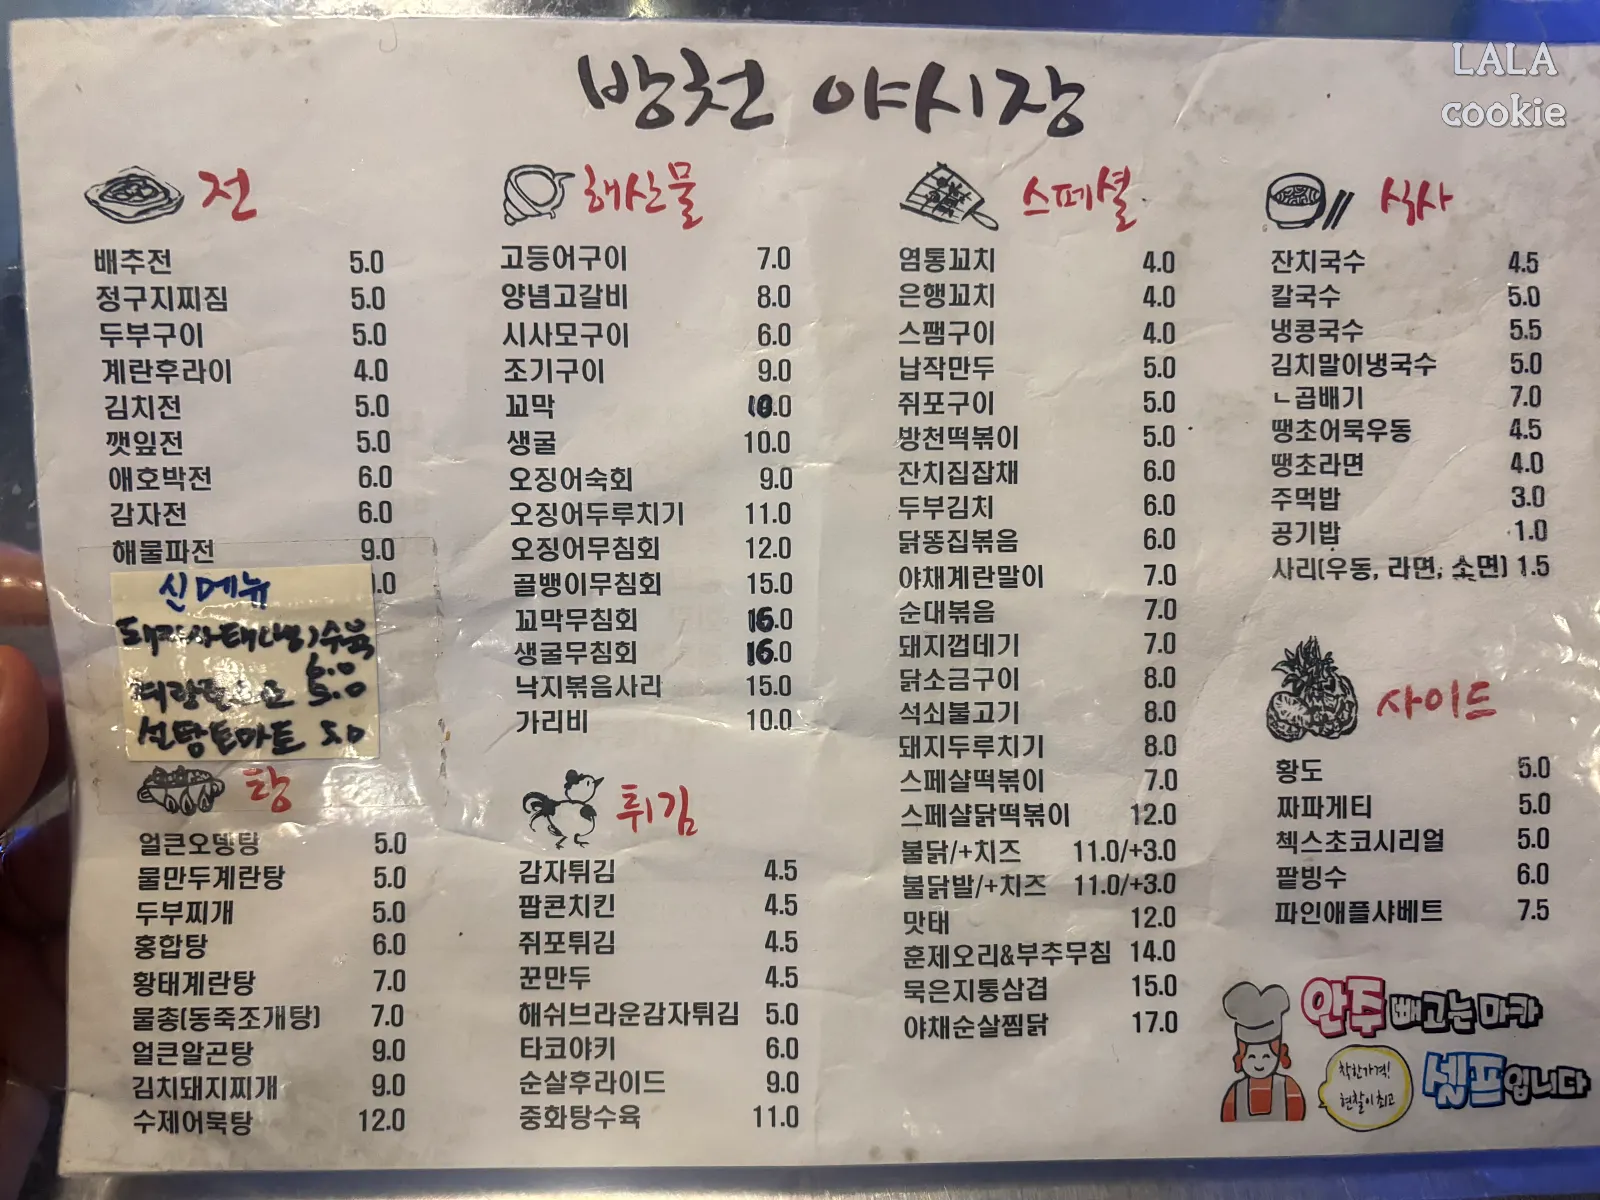 LALA
cookie
방천 야시장
전
배추전 5.0
정구지찌짐 5.0
두부구이 5.0
계란후라이 4.0
김치전 5.0
깻잎전 5.0
애호박전 6.0
감자전 6.0
해물파전 9.0
.0
신메뉴
돼지사태냉수육
6.0
5.0
설탕토마토 5.0
탕
얼큰오뎅탕 5.0
물만두계란탕 5.0
두부찌개 5.0
홍합탕 6.0
황태계란탕 7.0
물총(동죽조개탕) 7.0
얼큰알곤탕 9.0
김치돼지찌개 9.0
수제어묵탕 12.0
해산물
고등어구이 7.0
양념고갈비 8.0
시사모구이 6.0
조기구이 9.0
꼬막 10.0
생굴 10.0
오징어숙회 9.0
오징어두루치기 11.0
오징어무침회 12.0
골뱅이무침회 15.0
꼬막무침회 16.0
생굴무침회 16.0
낙지볶음사리 15.0
가리비 10.0
튀김
감자튀김 4.5
팝콘치킨 4.5
쥐포튀김 4.5
꾼만두 4.5
해쉬브라운감자튀김 5.0
타코야키 6.0
순살후라이드 9.0
중화탕수육 11.0
스페셜
염통꼬치 4.0
은행꼬치 4.0
스팸구이 4.0
납작만두 5.0
쥐포구이 5.0
방천떡볶이 5.0
잔치집잡채 6.0
두부김치 6.0
닭똥집볶음 6.0
야채계란말이 7.0
순대볶음 7.0
돼지껍데기 7.0
닭소금구이 8.0
석쇠불고기 8.0
돼지두루치기 8.0
스페샬떡볶이 7.0
스페샬닭떡볶이 12.0
불닭/+치즈 11.0/+3.0
불닭발/+치즈 11.0/+3.0
맛태 12.0
훈제오리&부추무침 14.0
묵은지통삼겹 15.0
야채순살찜닭 17.0
식사
잔치국수 4.5
칼국수 5.0
냉콩국수 5.5
김치말이냉국수 5.0
ㄴ곱배기 7.0
땡초어묵우동 4.5
땡초라면 4.0
주먹밥 3.0
공기밥 1.0
사리(우동, 라면, 소면) 1.5
사이드
황도 5.0
짜파게티 5.0
첵스초코시리얼 5.0
팥빙수 6.0
파인애플샤베트 7.5
안주 빼고는 마카
셀프입니다
착한가격!
현찰이 최고